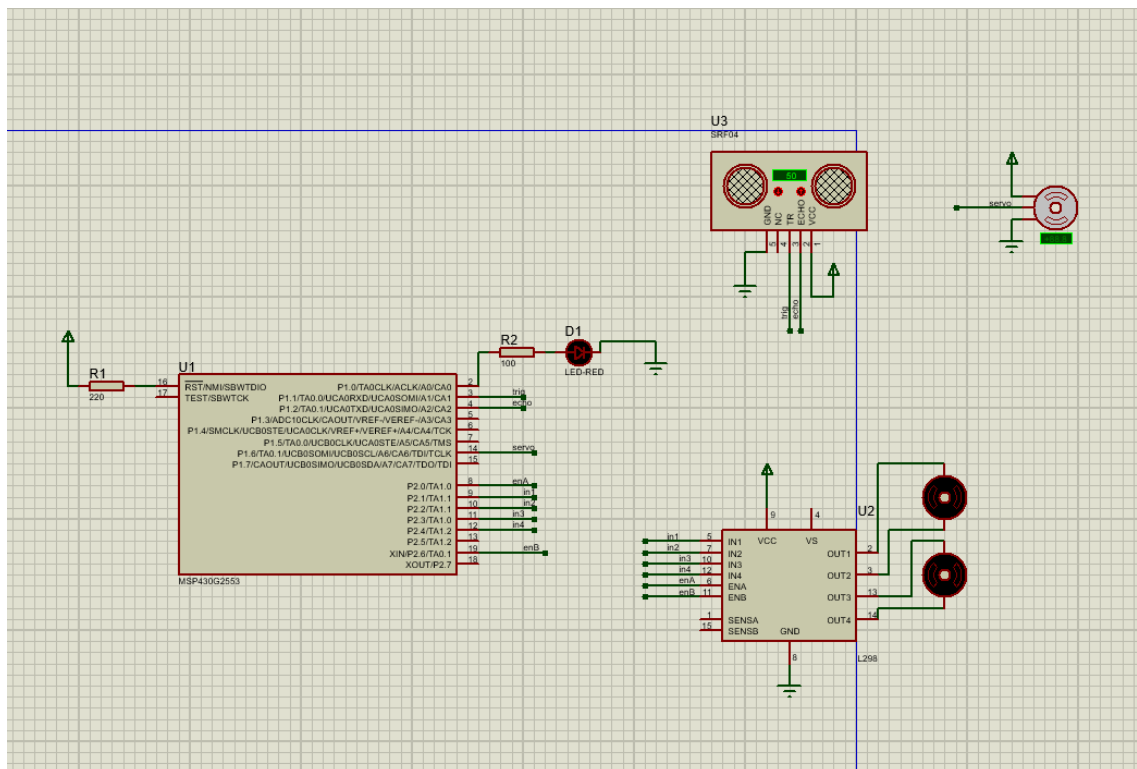 U3
SRF04
50
GND
NC
TR
ECHO
VCC
5
4
3
2
1
trig
echo
servo
R1
220
U1
16
RST/NMI/SBWTDIO
17
TEST/SBWTCK
P1.0/TA0CLK/ACLK/A0/CA0
2
P1.1/TA0.0/UCA0RXD/UCA0SOMI/A1/CA1
3
trig
P1.2/TA0.1/UCA0TXD/UCA0SIMO/A2/CA2
4
echo
P1.3/ADC10CLK/CAOUT/VREF-/VEREF-/A3/CA3
5
P1.4/SMCLK/UCB0STE/UCA0CLK/VREF+/VEREF+/A4/CA4/TCK
6
P1.5/TA0.0/UCB0CLK/UCA0STE/A5/CA5/TMS
7
P1.6/TA0.1/UCB0SOMI/UCB0SCL/A6/CA6/TDI/TCLK
14
servo
P1.7/CAOUT/UCB0SIMO/UCB0SDA/A7/CA7/TDO/TDI
15
P2.0/TA1.0
8
enA
P2.1/TA1.1
9
in1
P2.2/TA1.1
10
in2
P2.3/TA1.0
11
in3
P2.4/TA1.2
12
in4
P2.5/TA1.2
13
XIN/P2.6/TA0.1
19
enB
XOUT/P2.7
18
MSP430G2553
R2
100
D1
LED-RED
U2
9
4
VCC
VS
in1
5
IN1
in2
7
IN2
in3
10
IN3
in4
12
IN4
enA
6
ENA
enB
11
ENB
1
SENSA
15
SENSB
GND
8
OUT1
2
OUT2
3
OUT3
13
OUT4
14
L298